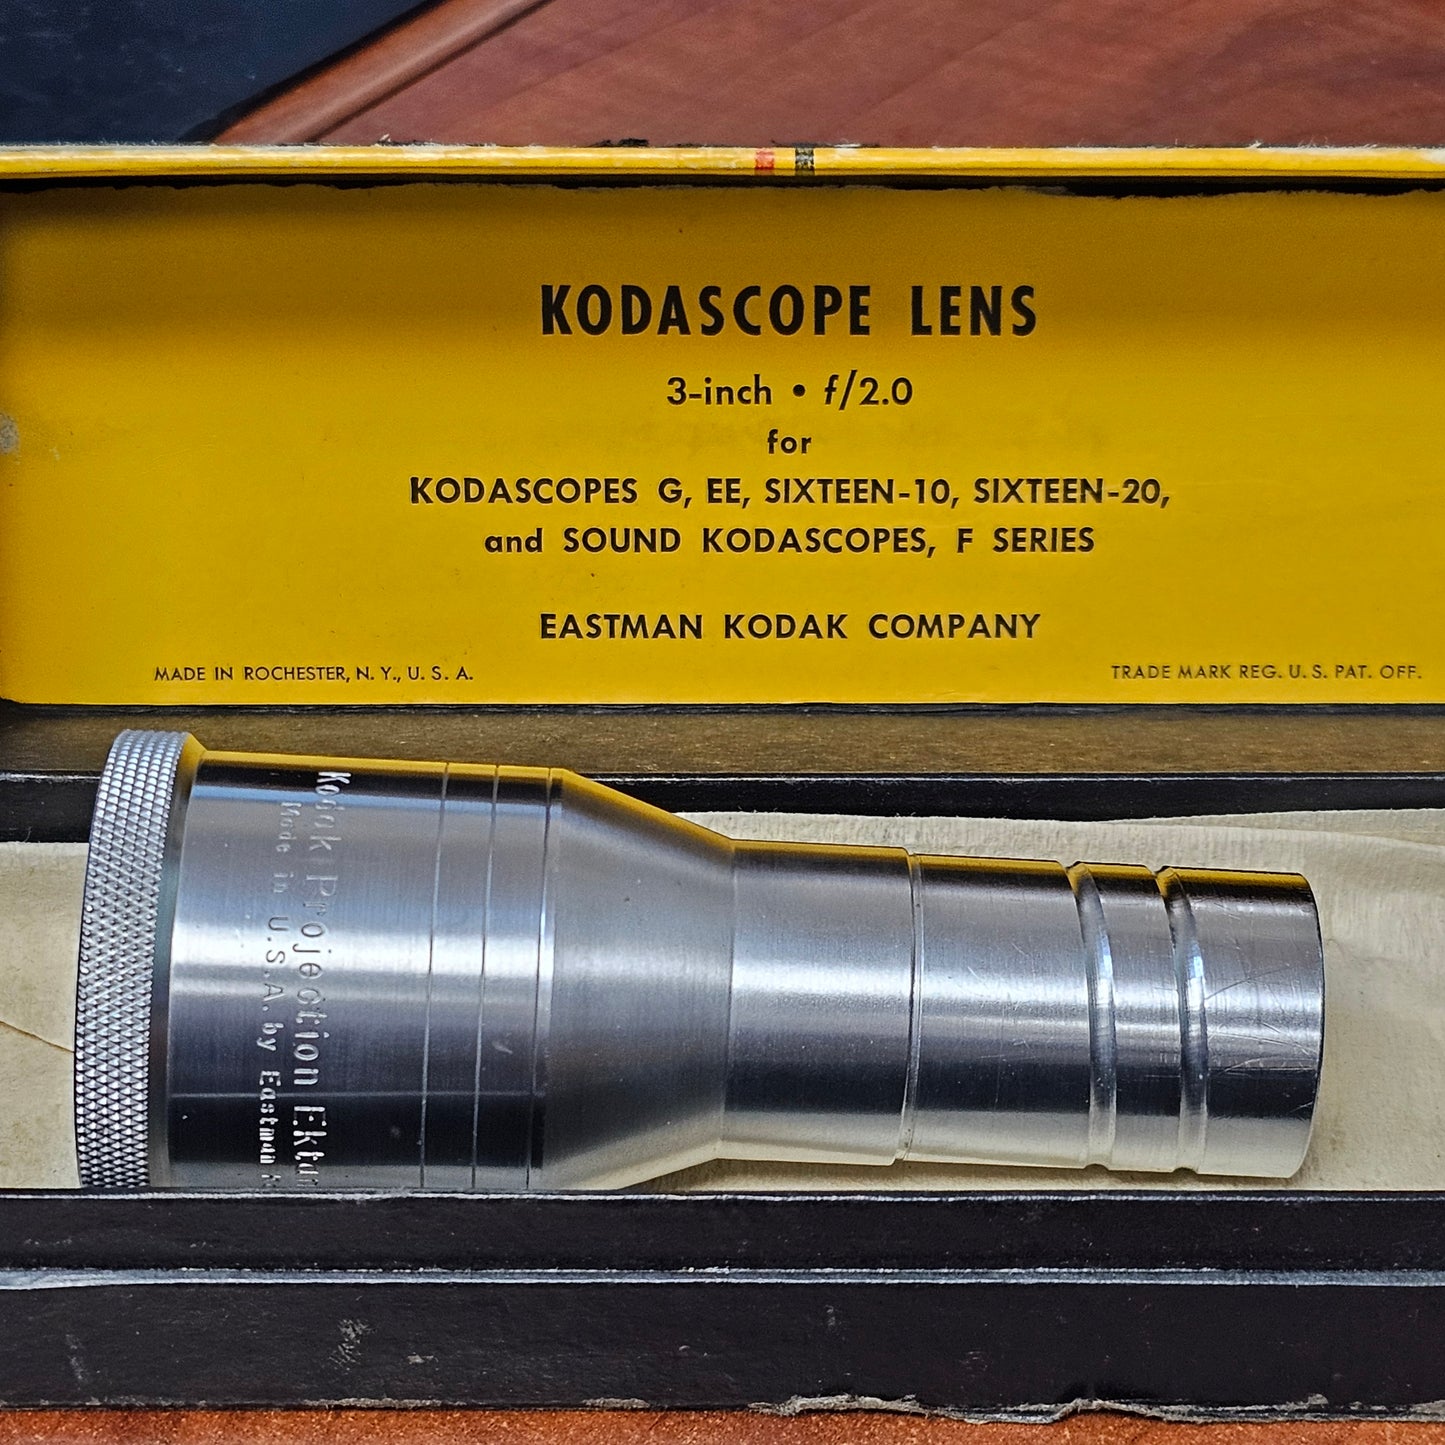 KODASCOPE LENS
3-inch • f/2.0
for
KODASCOPES G, EE, SIXTEEN-10, SIXTEEN-20,
and SOUND KODASCOPES, F SERIES
EASTMAN KODAK COMPANY
MADE IN ROCHESTER, N. Y., U. S. A.
TRADE MARK REG. U. S. PAT. OFF.
Kodak Projection
Made in U.S.A. by Eastman